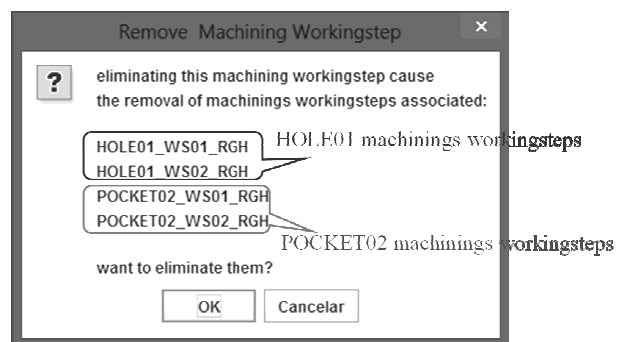 Remove Machining Workingstep
x
?
eliminating this machining workingstep cause
the removal of machinings workingsteps associated:
HOLE01_WS01_RGH
HOLE01_WS02_RGH
HOLE01 machinings workingsteps
POCKET02_WS01_RGH
POCKET02_WS02_RGH
POCKET02 machinings workingsteps
want to eliminate them?
OK Cancelar